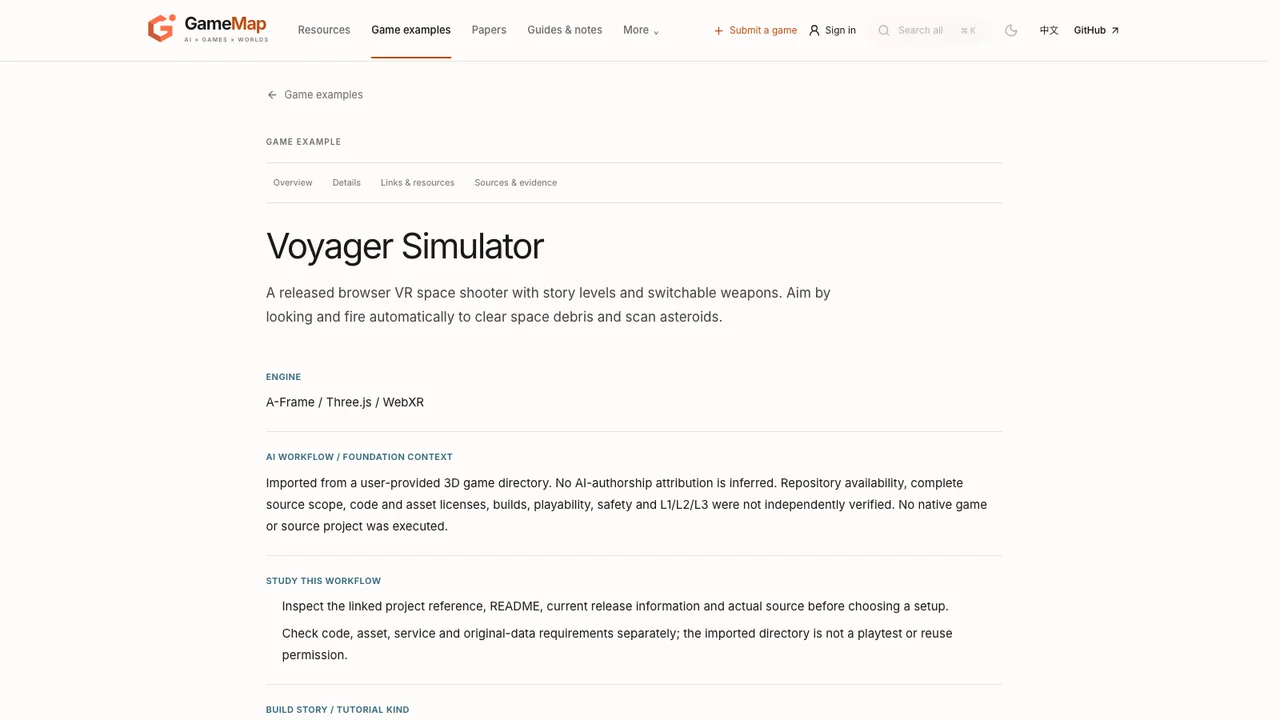 GameMap
AI × GAMES × WORLDS
Resources
Game examples
Papers
Guides & notes
More
+ Submit a game
Sign in
Search all
⌘ K
中文
GitHub ↗
← Game examples
GAME EXAMPLE
Overview
Details
Links & resources
Sources & evidence
Voyager Simulator
A released browser VR space shooter with story levels and switchable weapons. Aim by
looking and fire automatically to clear space debris and scan asteroids.
ENGINE
A-Frame / Three.js / WebXR
AI WORKFLOW / FOUNDATION CONTEXT
Imported from a user-provided 3D game directory. No AI-authorship attribution is inferred. Repository availability, complete
source scope, code and asset licenses, builds, playability, safety and L1/L2/L3 were not independently verified. No native game
or source project was executed.
STUDY THIS WORKFLOW
Inspect the linked project reference, README, current release information and actual source before choosing a setup.
Check code, asset, service and original-data requirements separately; the imported directory is not a playtest or reuse
permission.
BUILD STORY / TUTORIAL KIND